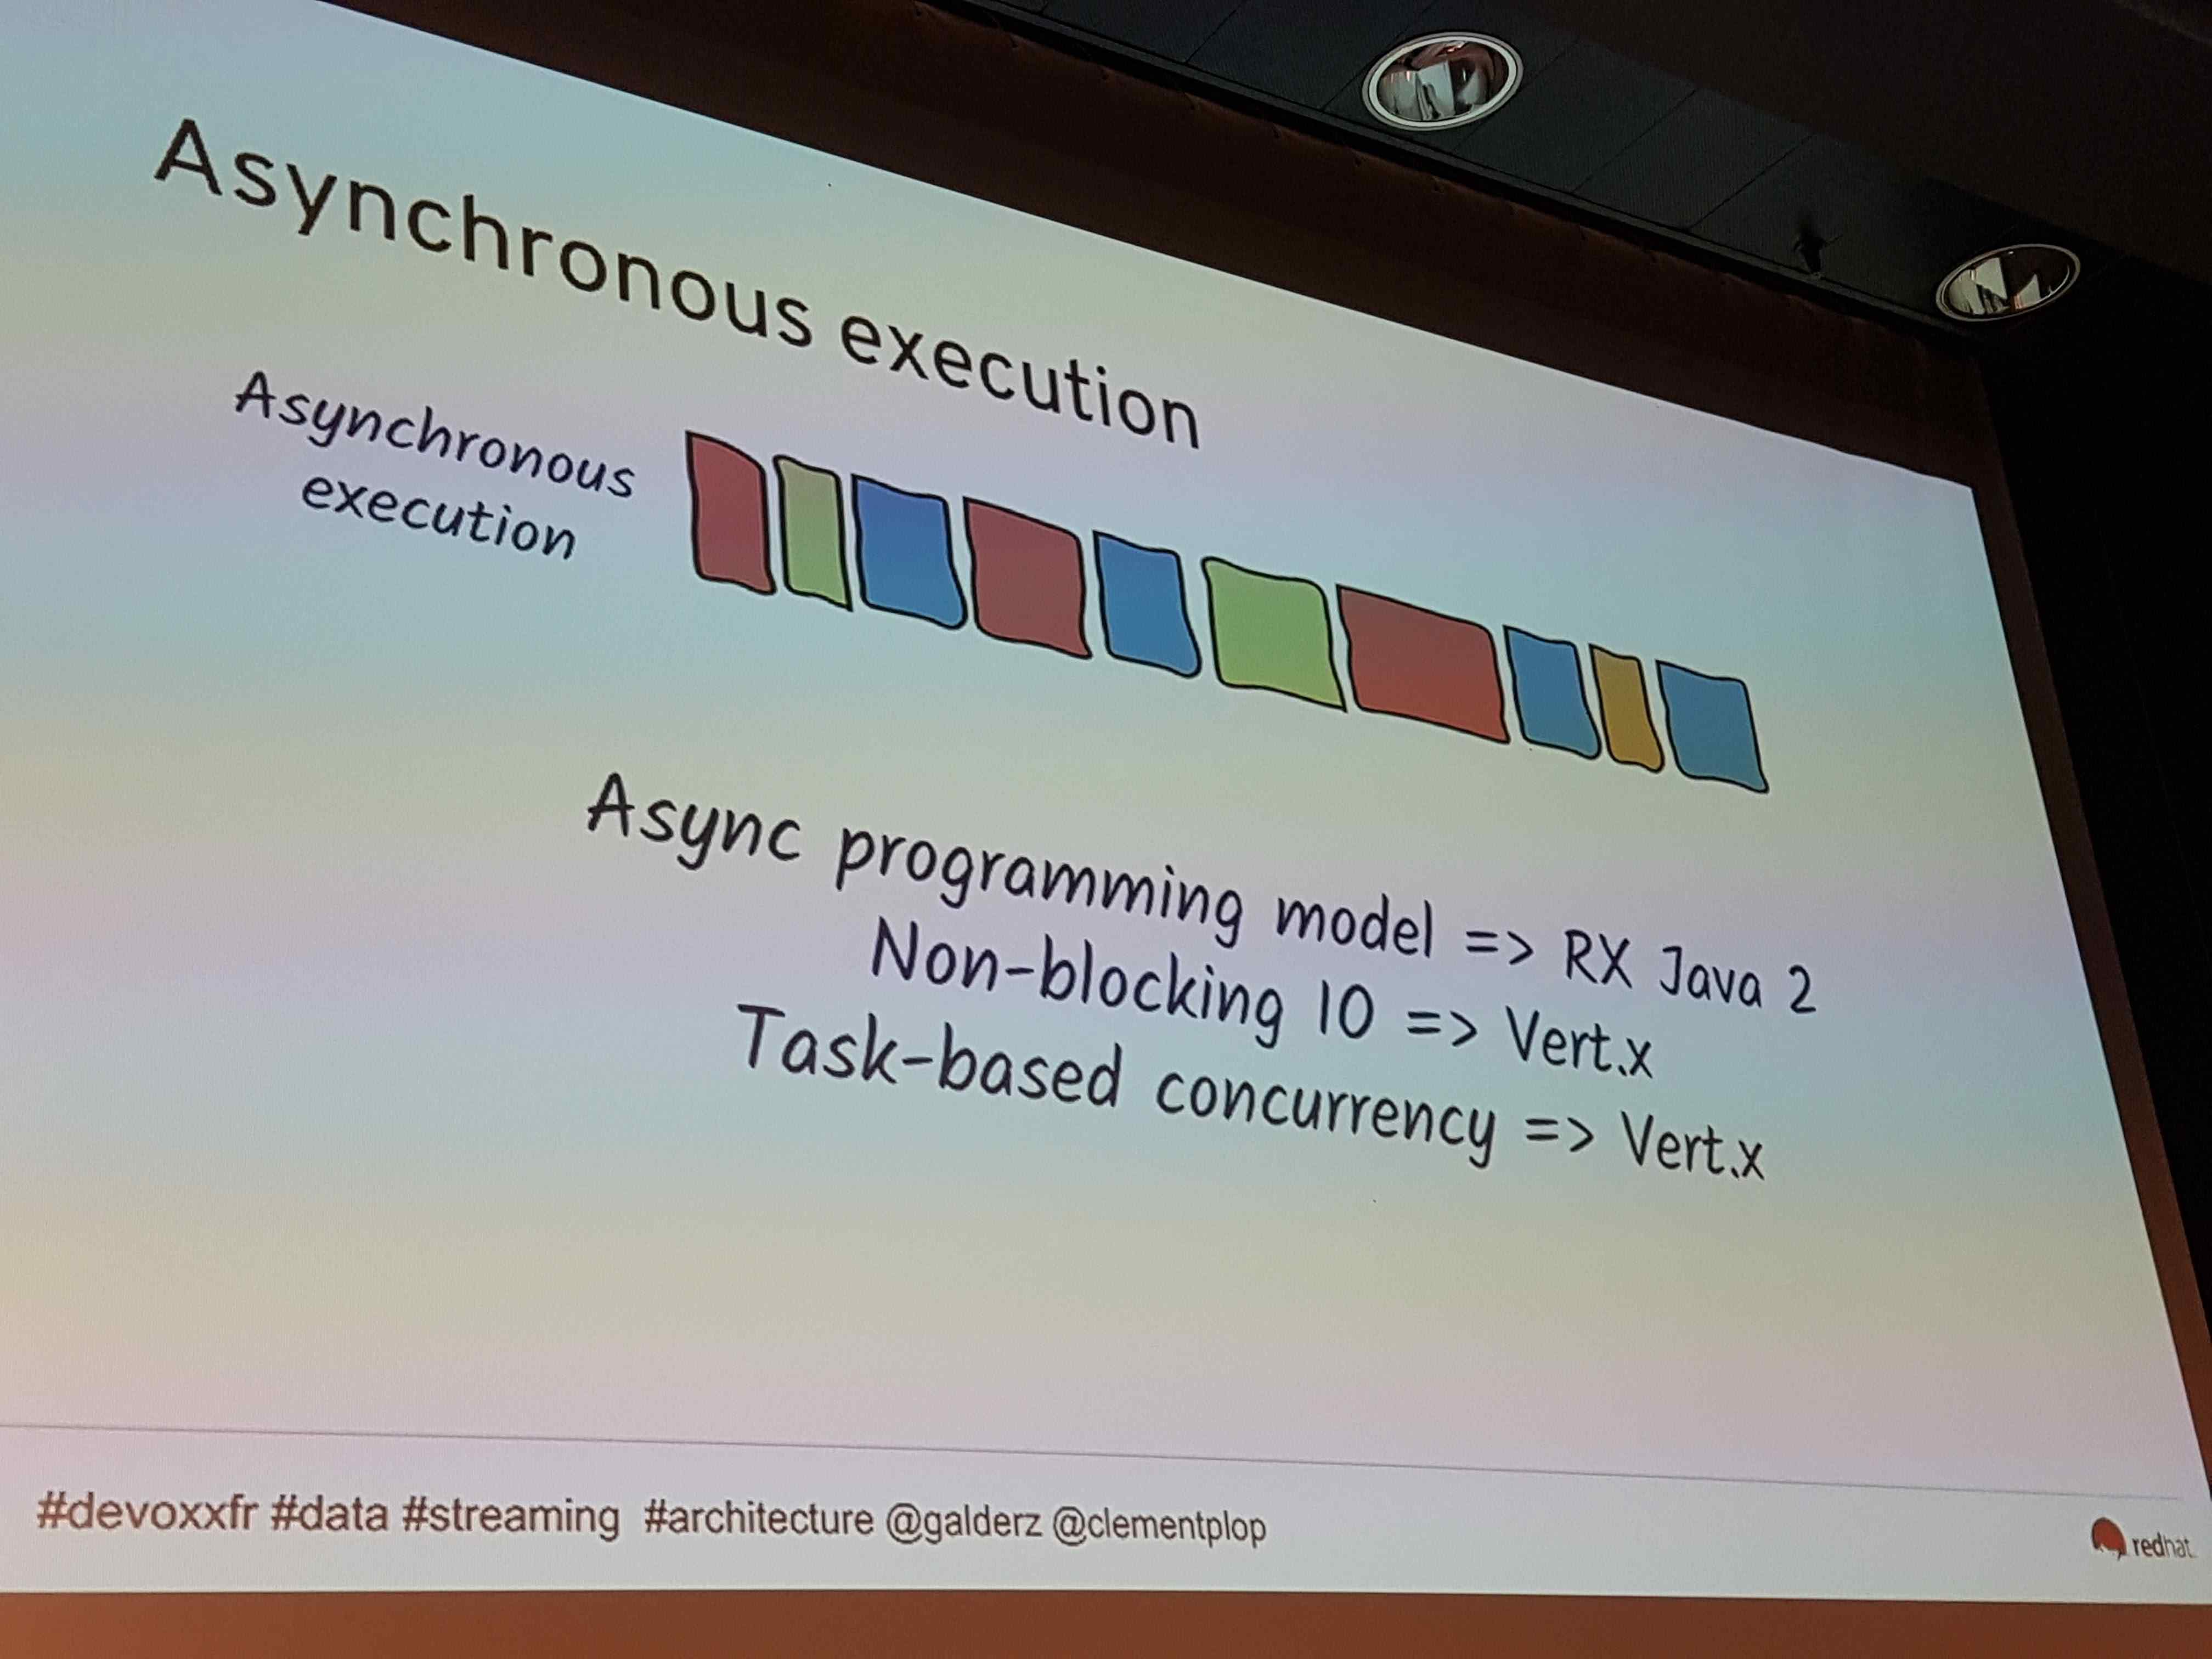 Asynchronous execution
Asynchronous
execution
Async programming model => RX Java 2
Non-blocking IO => Vert.x
Task-based concurrency => Vert.x
#devoxxfr #data #streaming #architecture @galderz @clementplop
redhat.